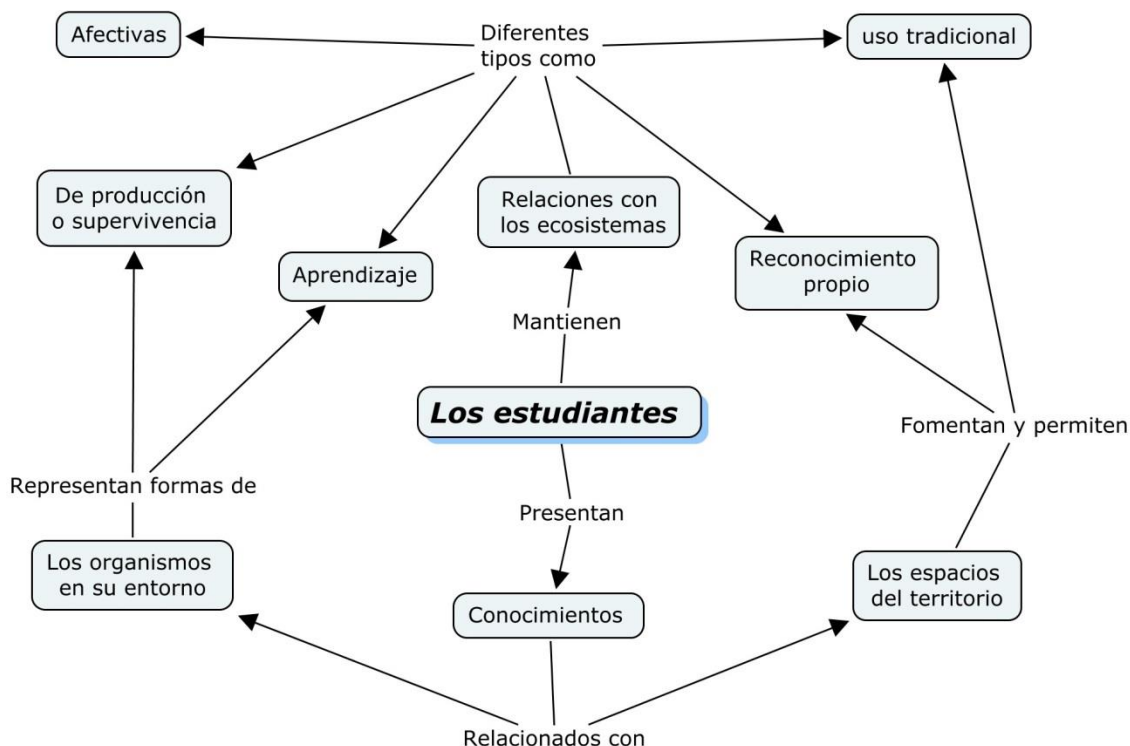 Afectivas
Diferentes
tipos como
uso tradicional
De producción
o supervivencia
Relaciones con
los ecosistemas
Aprendizaje
Reconocimiento
propio
Mantienen
Los estudiantes
Fomentan y permiten
Representan formas de
Presentan
Los organismos
en su entorno
Los espacios
del territorio
Conocimientos
Relacionados con